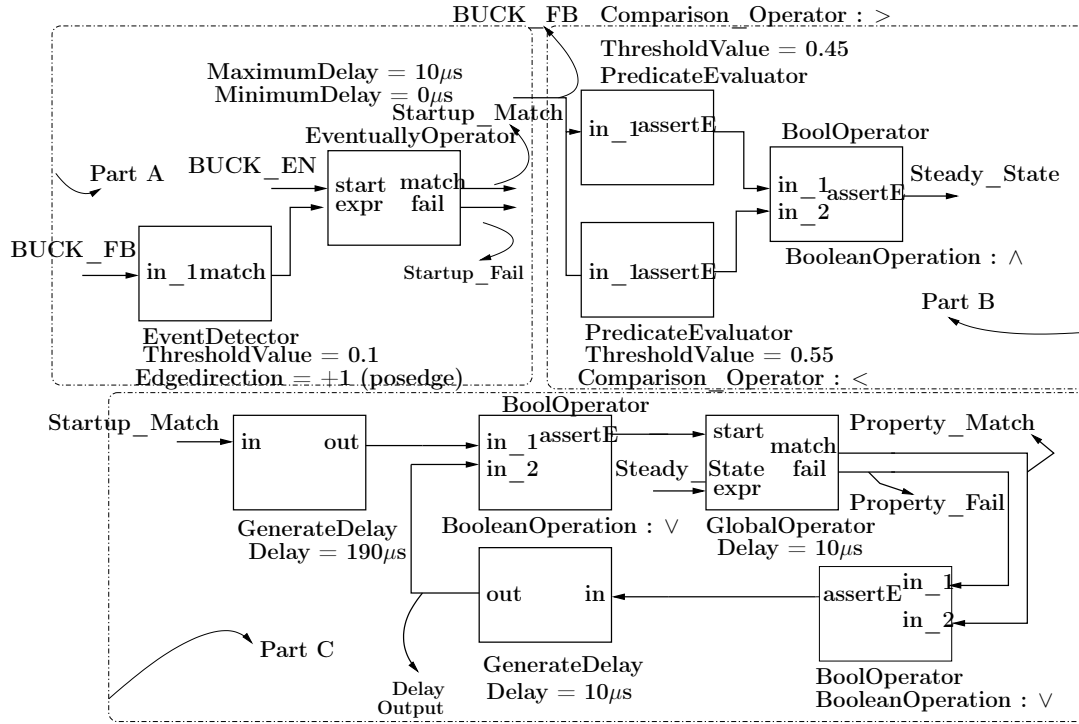 BUCK_FB
Comparison_Operator : >
ThresholdValue = 0.45
PredicateEvaluator
MaximumDelay = 10µs
MinimumDelay = 0µs
Startup_Match
EventuallyOperator
in_1
assertE
BoolOperator
Part A
BUCK_EN
start
match
expr
fail
in_1
assertE
in_2
Steady_State
BUCK_FB
in_1
match
Startup_Fail
in_1
assertE
BooleanOperation : ∧
Part B
EventDetector
ThresholdValue = 0.1
Edgedirection = +1 (posedge)
PredicateEvaluator
ThresholdValue = 0.55
Comparison_Operator : <
Startup_Match
in
out
BoolOperator
in_1
assertE
in_2
start
match
fail
expr
Steady_State
Property_Match
Property_Fail
GenerateDelay
Delay = 190µs
BooleanOperation : ∨
GlobalOperator
Delay = 10µs
out
in
assertE
in_1
in_2
Part C
GenerateDelay
Delay = 10µs
Delay
Output
BoolOperator
BooleanOperation : ∨